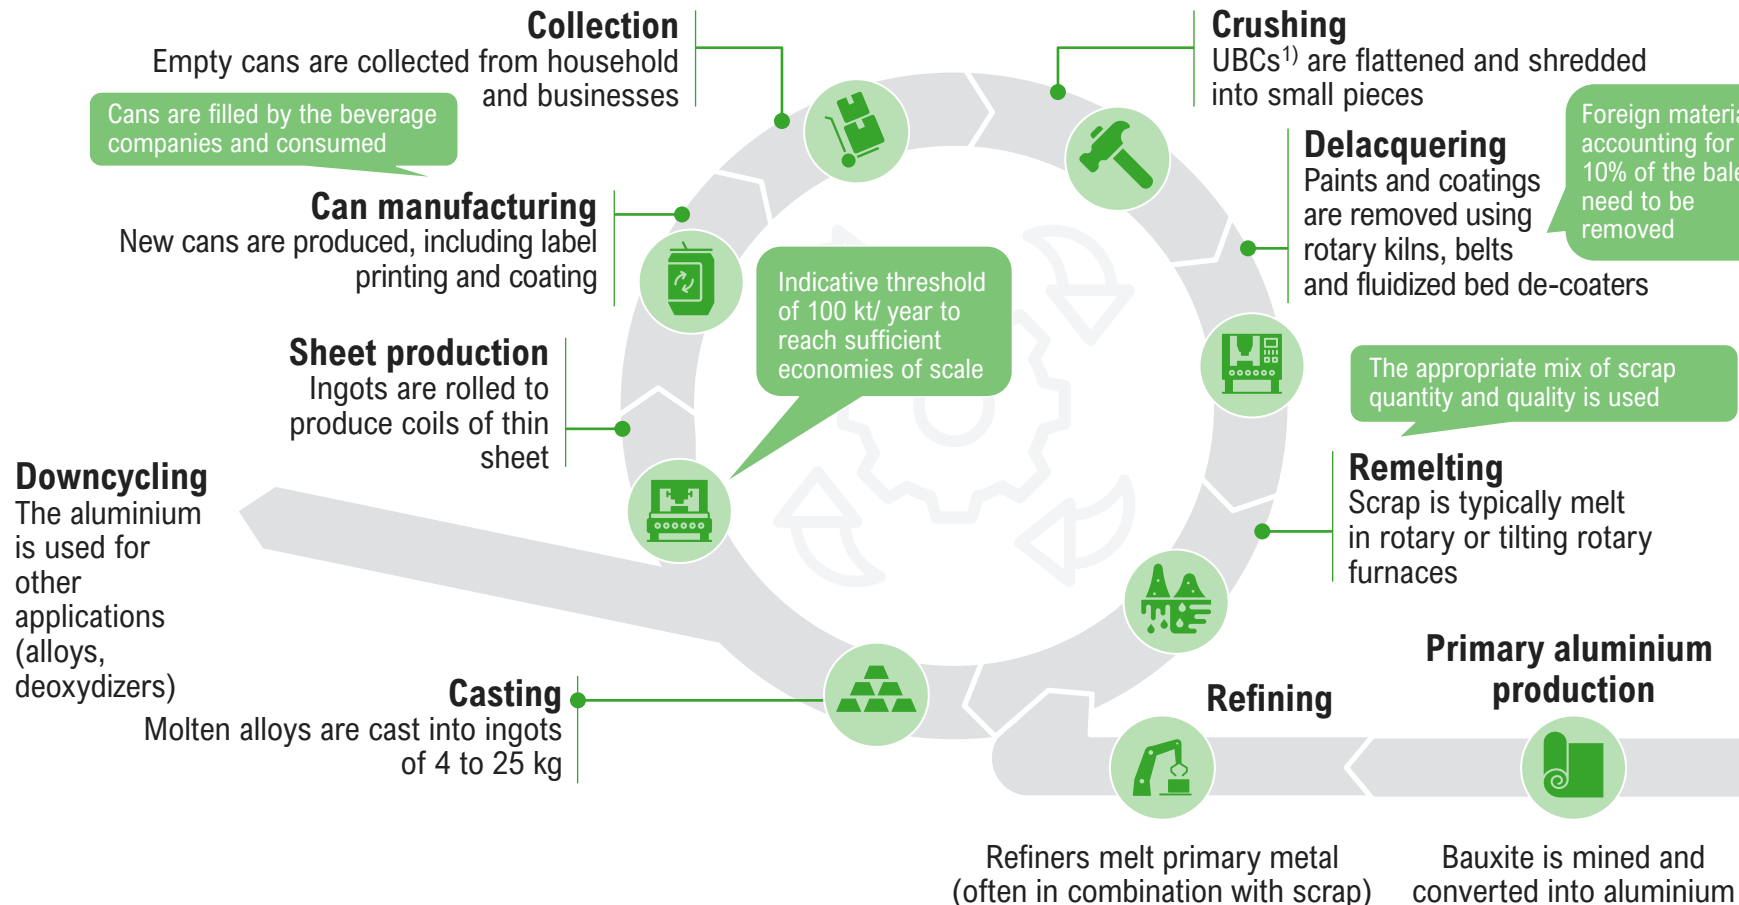 Collection
Empty cans are collected from household
and businesses
Cans are filled by the beverage
companies and consumed
Can manufacturing
New cans are produced, including label
printing and coating
Indicative threshold
of 100 kt/ year to
reach sufficient
economies of scale
Sheet production
Ingots are rolled to
produce coils of thin
sheet
Downcycling
The aluminium
is used for
other
applications
(alloys,
deoxydizers)
Casting
Molten alloys are cast into ingots
of 4 to 25 kg
Crushing
UBCs1) are flattened and shredded
into small pieces
Delacquering
Paints and coatings
are removed using
rotary kilns, belts
and fluidized bed de-coaters
Foreign
accounting for
10% of the
need to be
removed
The appropriate mix of scrap
quantity and quality is used
Remelting
Scrap is typically melt
in rotary or tilting rotary
furnaces
Refining
Refiners melt primary metal
(often in combination with scrap)
Primary aluminium
production
Bauxite is mined and
converted into aluminium